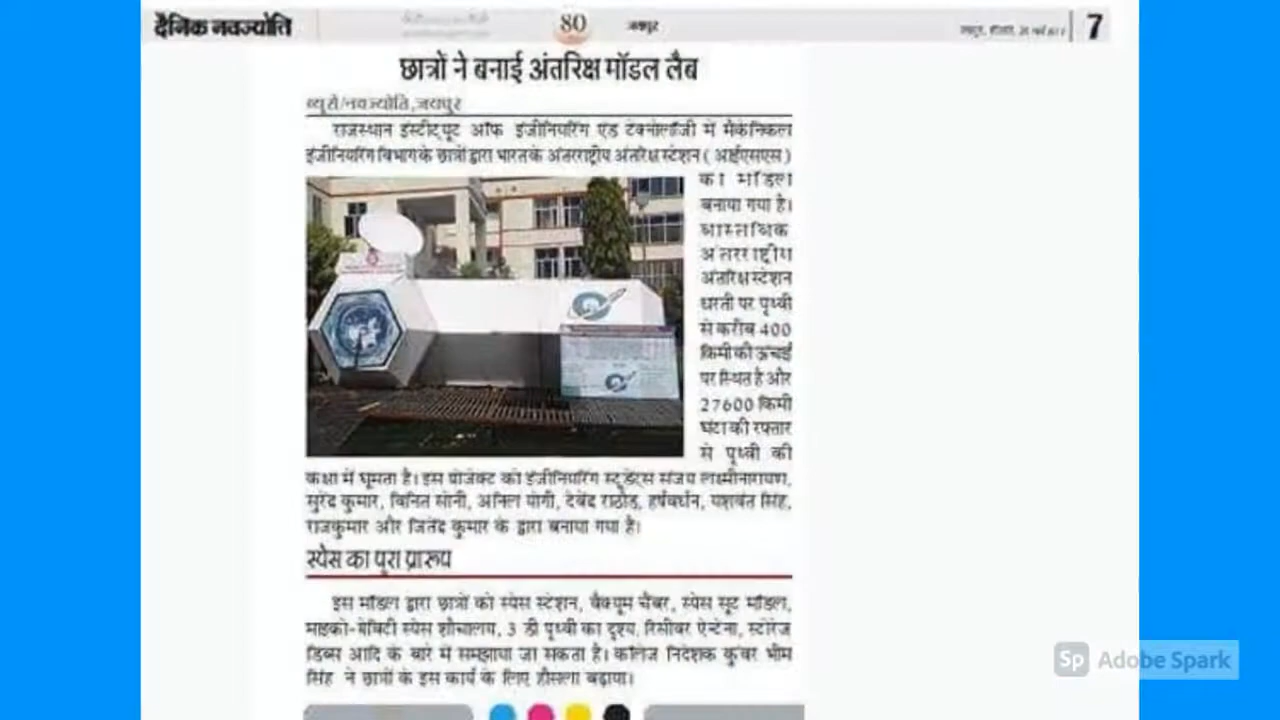 दैनिक नवज्योति
80
जयपुर
7
छात्रों ने बनाई अंतरिक्ष मॉडल लैब
ब्यूरो/नवज्योति,जयपुर
राजस्थान इंस्टीट्यूट ऑफ इंजीनियरिंग एंड टेक्नोलॉजी में मैकेनिकल
इंजीनियरिंग विभाग के छात्रों द्वारा भारत के अंतरराष्ट्रीय अंतरिक्ष स्टेशन ( आईएसएस )
का मॉडल
बनाया गया है।
वास्तविक
अंतरराष्ट्रीय
अंतरिक्ष स्टेशन
धरती पर पृथ्वी
से करीब 400
किमी की ऊंचाई
पर स्थित है और
27600 किमी
घंटा की रफ्तार
से पृथ्वी की
कक्षा में घूमता है। इस प्रोजेक्ट को इंजीनियरिंग स्टूडेंट्स संजय लक्ष्मीनारायण,
सुरेंद्र कुमार, विनित सोनी, अनिल योगी, देवेंद्र राठौड़, हर्षवर्धन, यशवंत सिंह,
राजकुमार और जितेंद्र कुमार के द्वारा बनाया गया है।
स्पेस का पूरा प्रारूप
इस मॉडल द्वारा छात्रों को स्पेस स्टेशन, वैक्यूम चैंबर, स्पेस सूट मॉडल,
माइक्रो-ग्रेविटी स्पेस शौचालय, 3 डी पृथ्वी का दृश्य, रिसीवर ऐन्टेना, स्टोरेज
डिब्स आदि के बारे में समझाया जा सकता है। कॉलेज निदेशक कुंवर भीम
सिंह ने छात्रों के इस कार्य के लिए हौसला बढ़ाया।
Sp Adobe Spark